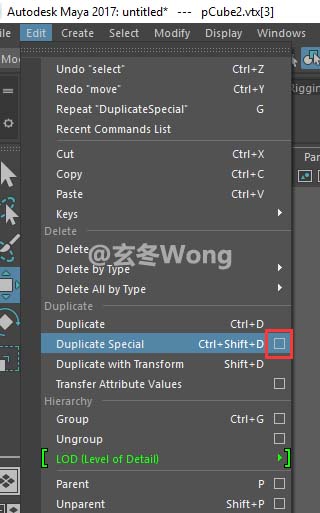 Autodesk Maya 2017: untitled* --- pCube2.vtx[3]
File Edit Create Select Modify Display Windo
Mo
Riggin
Pan
Undo "select" Ctrl+Z
Redo "move" Ctrl+Y
Repeat "DuplicateSpecial" G
Recent Commands List
Cut Ctrl+X
Copy Ctrl+C
Paste Ctrl+V
Keys
Delete
Delete
Delete by Type
Delete All by Type
@玄冬Wong
Duplicate
Duplicate Ctrl+D
Duplicate Special Ctrl+Shift+D
Duplicate with Transform Shift+D
Transfer Attribute Values
Hierarchy
Group Ctrl+G
Ungroup
LOD (Level of Detail)
Parent P
Unparent Shift+P